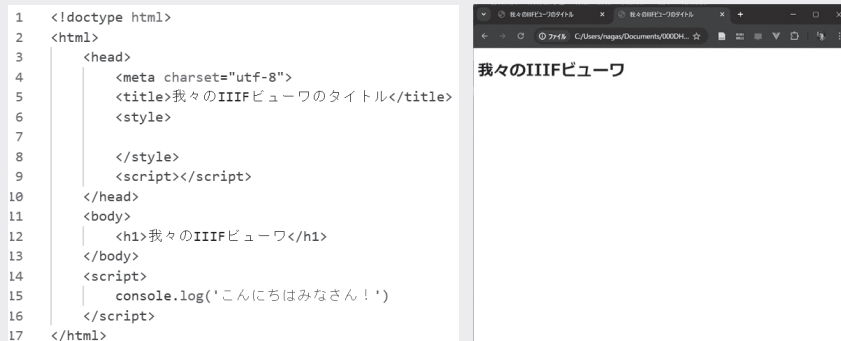 1 <!doctype html>
2 <html>
3 <head>
4 <meta charset="utf-8">
5 <title>我々のIIIFビューワのタイトル</title>
6 <style>
7
8 </style>
9 <script></script>
10 </head>
11 <body>
12 <h1>我々のIIIFビューワ</h1>
13 </body>
14 <script>
15 console.log('こんにちはみなさん！')
16 </script>
17 </html>
我々のIIIFビューワのタイトル
我々のIIIFビューワのタイトル
ファイル C:/Users/nagas/Documents/000DH...
我々のIIIFビューワ